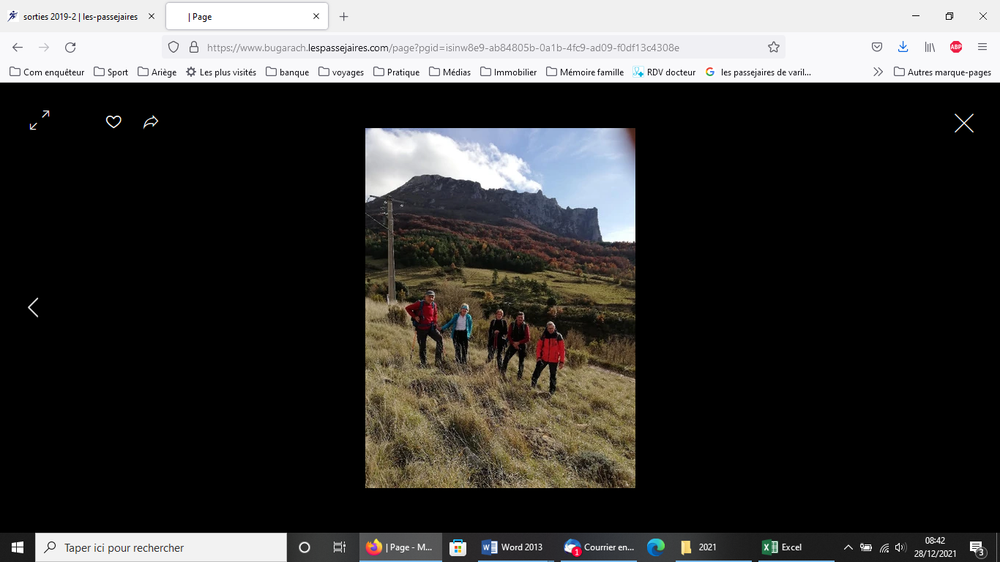 sorties 2019-2 | les-passejaires
| Page
https://www.bugarach.lespassejaires.com/page?pgid=isinw8e9-ab84805b-0a1b-4fc9-ad09-f0df13c4308e
ABP
Com enquêteur Sport Ariège Les plus visités banque voyages Pratique Médias Immobilier Mémoire famille RDV docteur les passejaires de varil... Autres marque-pages
Taper ici pour rechercher
| Page - M...
Word 2013
1
Courrier en...
2021
Excel
08:42
28/12/2021
3